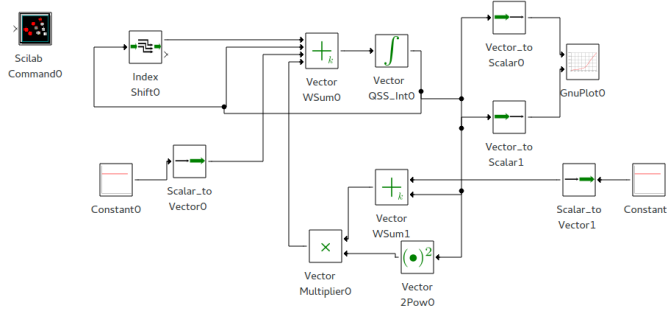 Scilab
Command0
Index
Shift0
+k
Vector
WSum0
∫
Vector
QSS_Int0
Vector_to
Scalar0
GnuPlot0
Vector_to
Scalar1
Constant0
Scalar_to
Vector0
+k
Vector
WSum1
Scalar_to
Vector1
Constant
×
Vector
Multiplier0
(•)²
Vector
2Pow0